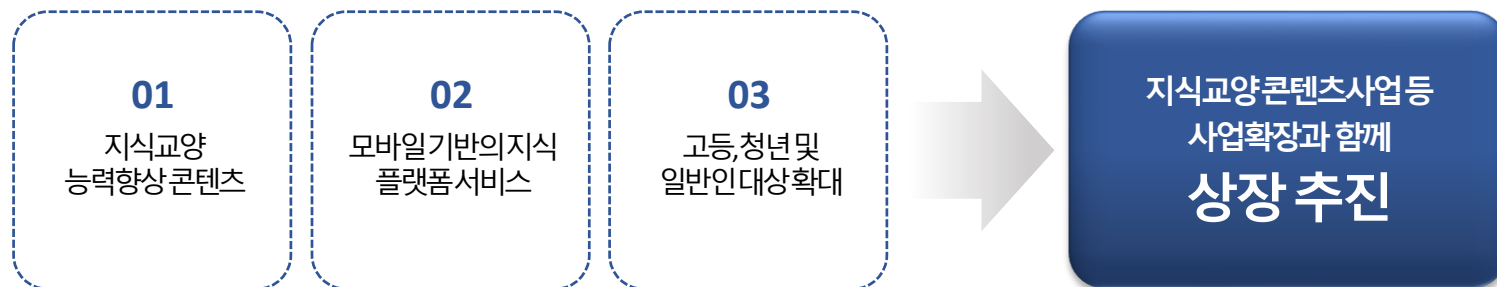 01
지식교양
능력향상 콘텐츠
02
모바일 기반의 지식
플랫폼 서비스
03
고등, 청년 및
일반인 대상 확대
지식교양 콘텐츠사업 등
사업확장과 함께
상장 추진